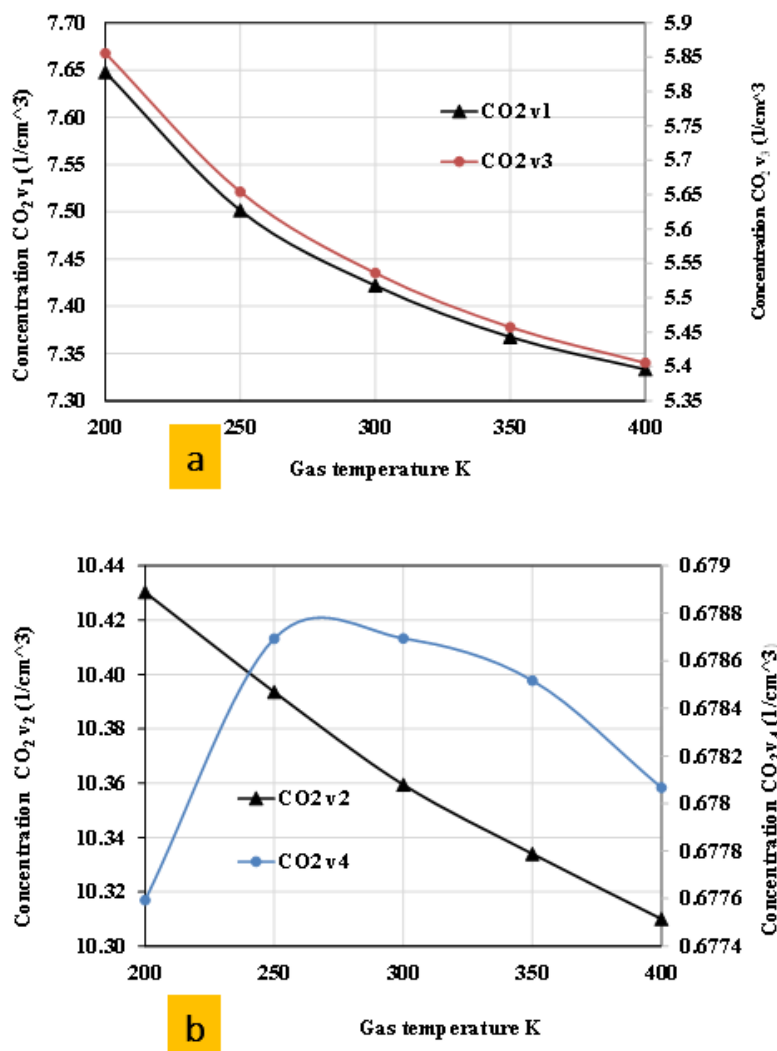 7.70
7.65
7.60
7.55
7.50
7.45
7.40
7.35
7.30
Concentration CO₂ v₁ (1/cm^3)
5.9
5.85
5.8
5.75
5.7
5.65
5.6
5.55
5.5
5.45
5.4
5.35
Concentration CO₂ v₃ (1/cm^3
CO2 v1
CO2 v3
200 250 300 350 400
Gas temperature K
a
10.44
10.42
10.40
10.38
10.36
10.34
10.32
10.30
Concentration CO₂ v₂ (1/cm^3)
0.679
0.6788
0.6786
0.6784
0.6782
0.678
0.6778
0.6776
0.6774
Concentration CO₂v₄ (1/cm^3)
CO2 v2
CO2 v4
200 250 300 350 400
Gas temperature K
b